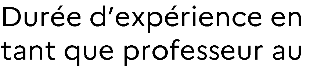 Durée d’expérience en
tant que professeur au